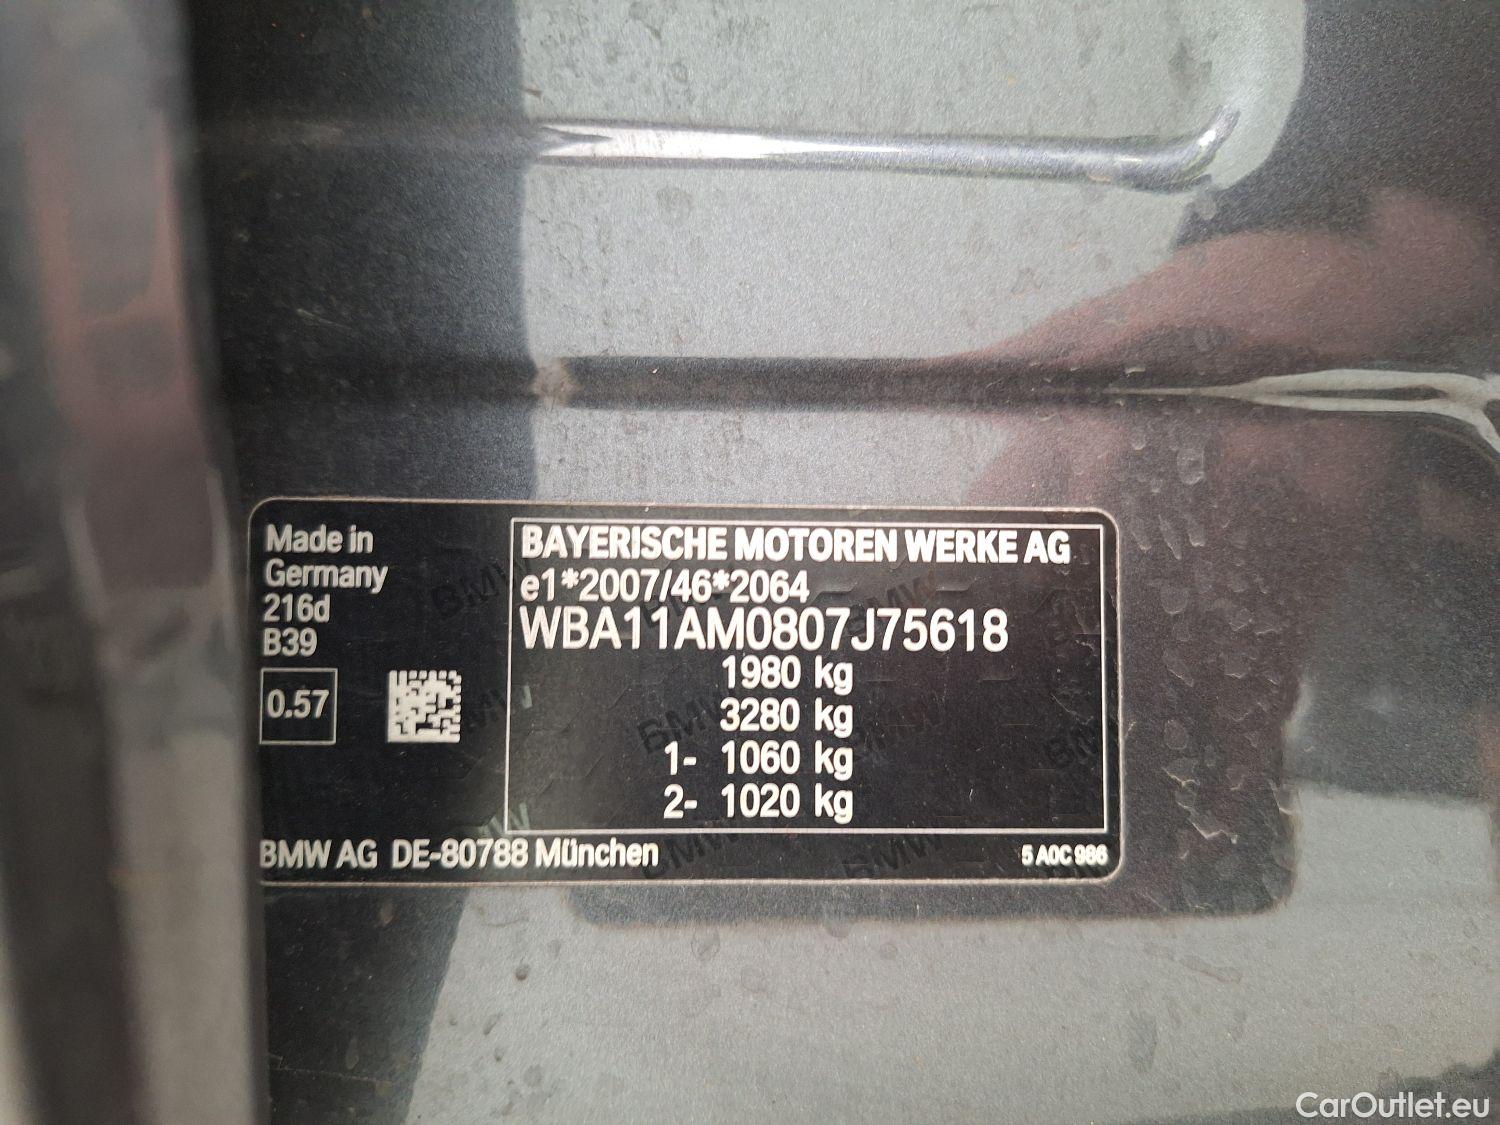 Made in
Germany
216d
B39
0.57
BAYERISCHE MOTOREN WERKE AG
e1*2007/46*2064
WBA11AM0807J75618
1980 kg
3280 kg
1- 1060 kg
2- 1020 kg
BMW AG DE-80788 München
5 A0C 986
CarOutlet.eu